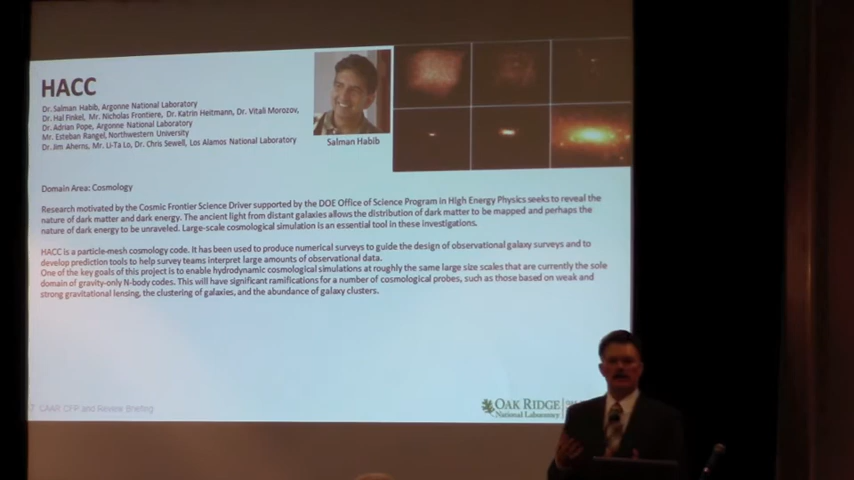 HACC
Dr. Salman Habib, Argonne National Laboratory
Dr. Hal Finkel, Mr. Nicholas Frontiere, Dr. Katrin Heitmann, Dr. Vitali Morozov,
Dr. Adrian Pope, Argonne National Laboratory
Mr. Esteban Rangel, Northwestern University
Dr. Jim Aherns, Mr. Li-Ta Lo, Dr. Chris Sewell, Los Alamos National Laboratory
Salman Habib
Domain Area: Cosmology
Research motivated by the Cosmic Frontier Science Driver supported by the DOE Office of Science Program in High Energy Physics seeks to reveal the
nature of dark matter and dark energy. The ancient light from distant galaxies allows the distribution of dark matter to be mapped and perhaps the
nature of dark energy to be unraveled. Large-scale cosmological simulation is an essential tool in these investigations.
HACC is a particle-mesh cosmology code. It has been used to produce numerical surveys to guide the design of observational galaxy surveys and to
develop prediction tools to help survey teams interpret large amounts of observational data.
One of the key goals of this project is to enable hydrodynamic cosmological simulations at roughly the same large size scales that are currently the sole
domain of gravity-only N-body codes. This will have significant ramifications for a number of cosmological probes, such as those based on weak and
strong gravitational lensing, the clustering of galaxies, and the abundance of galaxy clusters.
7 CAAR CFP and Review Briefing
OAK RIDGE
National Laboratory